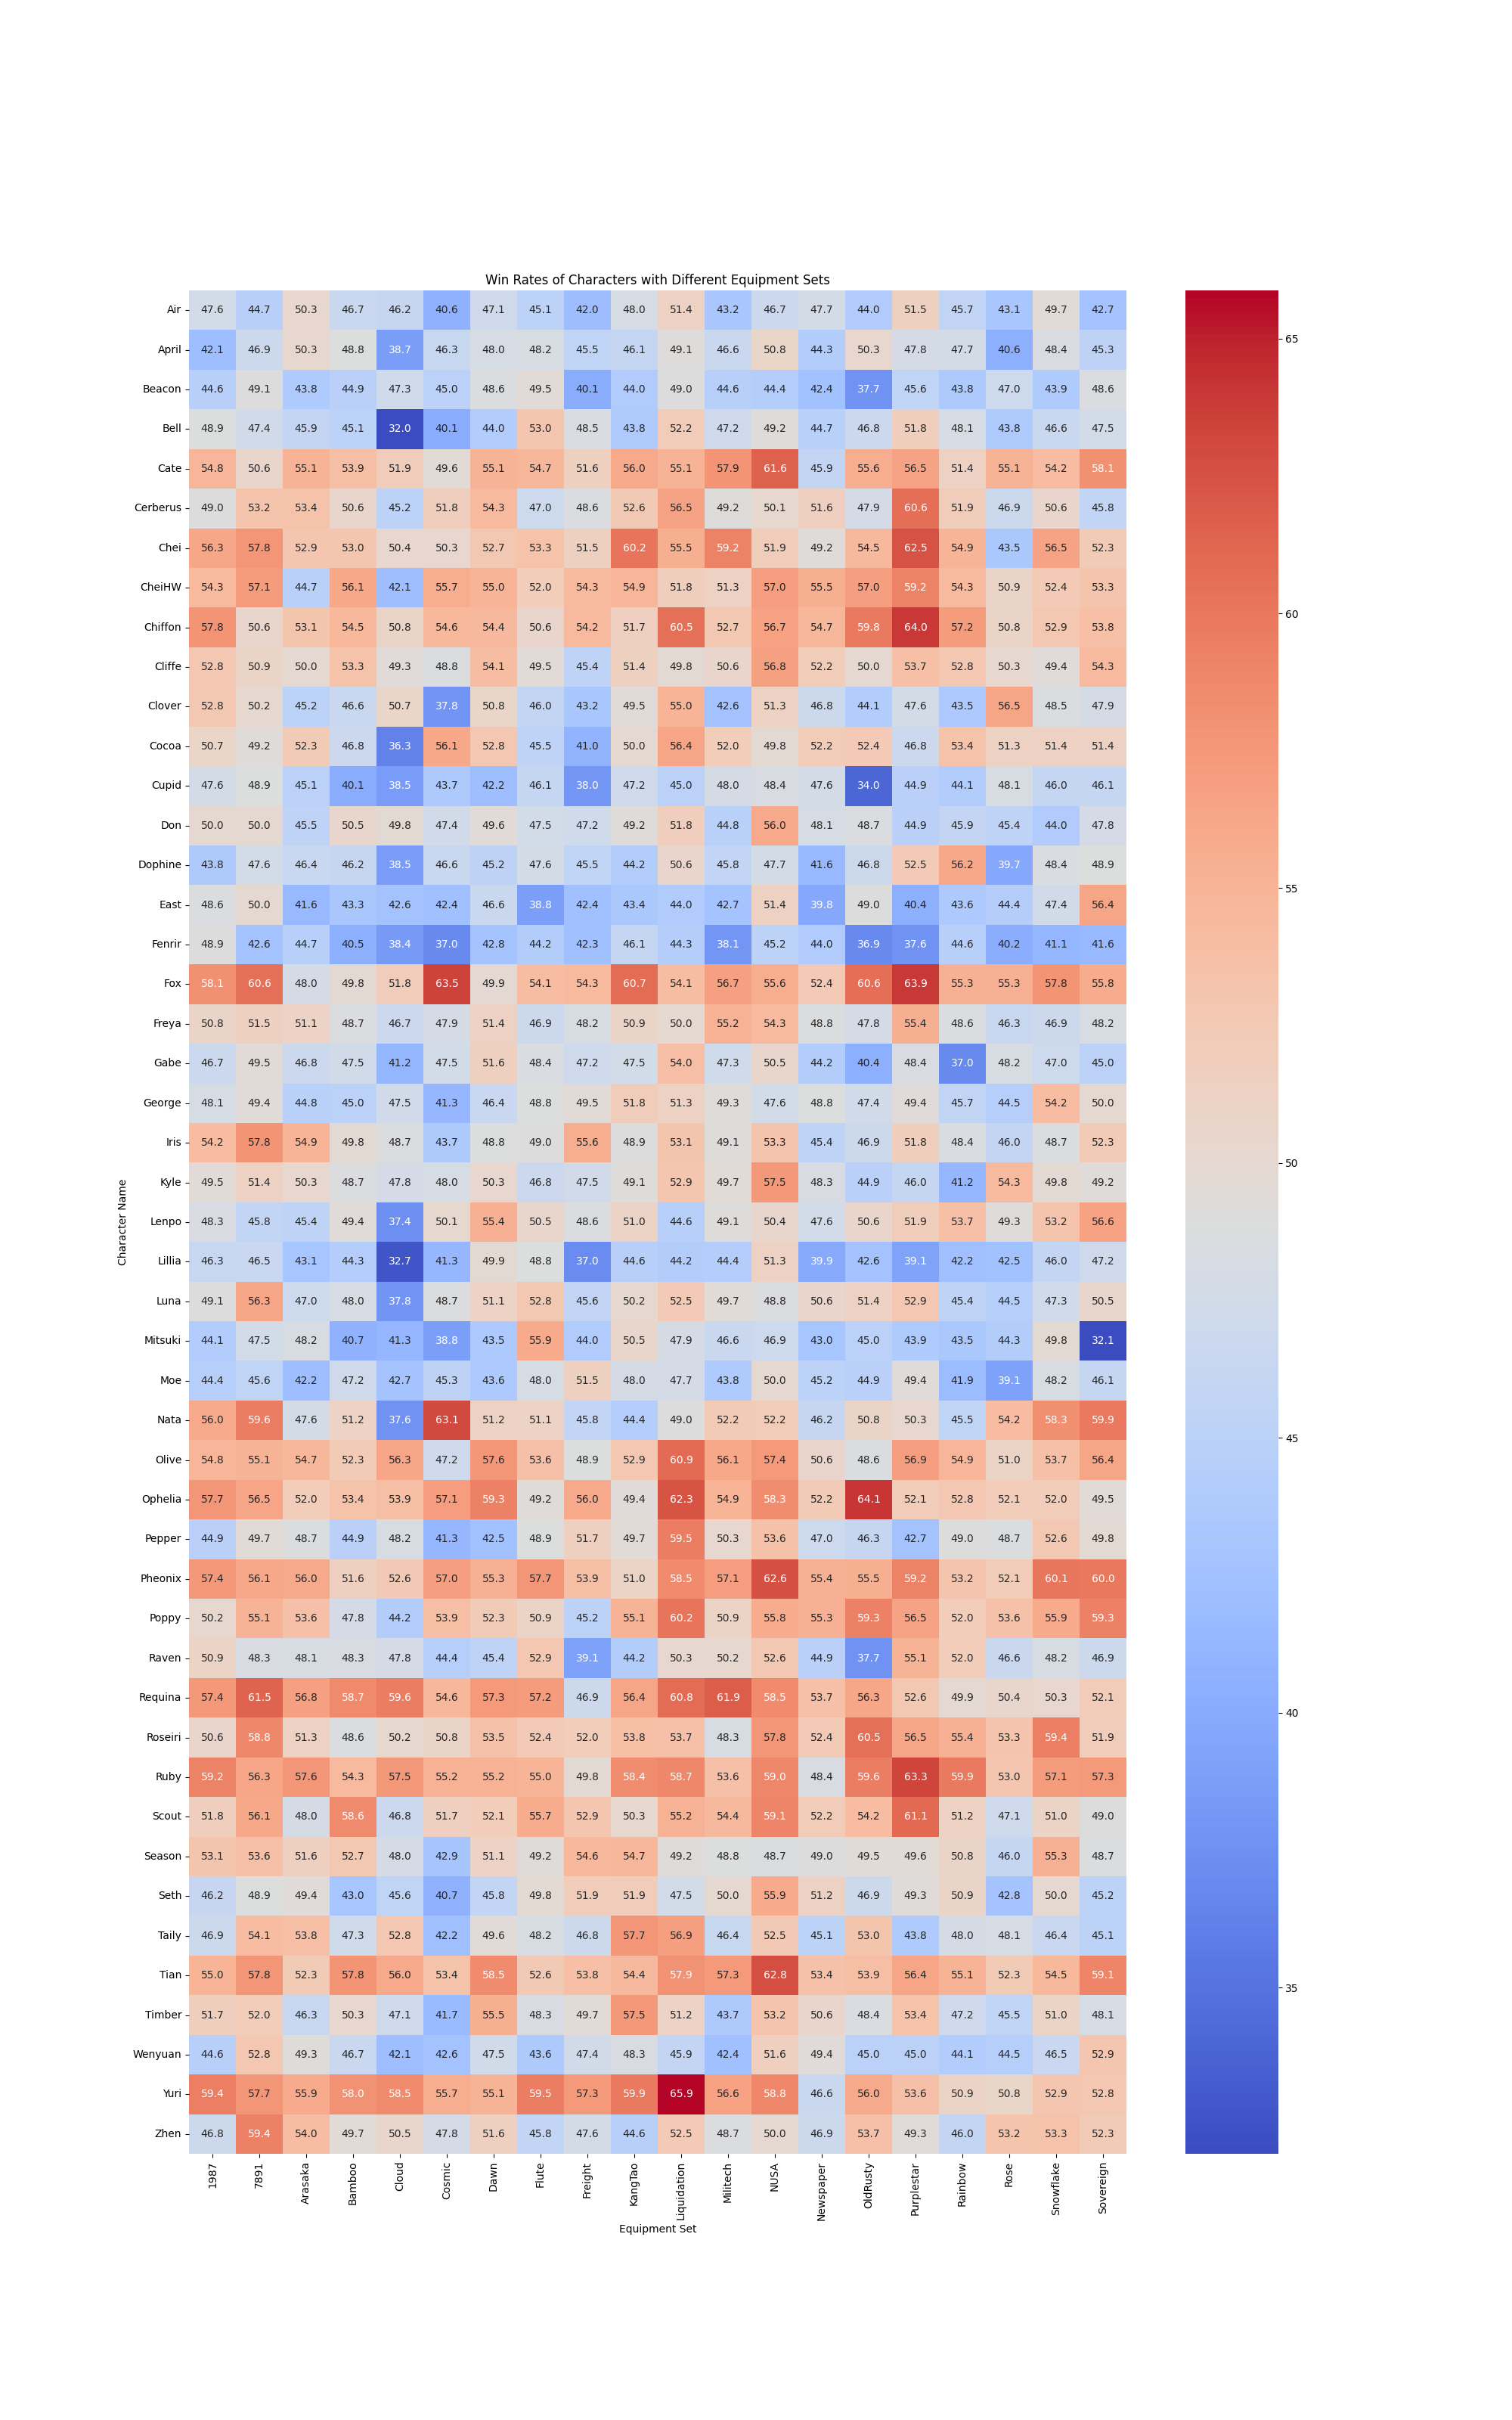 Win Rates of Characters with Different Equipment Sets
Air 47.6 44.7 50.3 46.7 46.2 40.6 47.1 45.1 42.0 48.0 51.4 43.2 46.7 47.7 44.0 51.5 45.7 43.1 49.7 42.7
April 42.1 46.9 50.3 48.8 38.7 46.3 48.0 48.2 45.5 46.1 49.1 46.6 50.8 44.3 50.3 47.8 47.7 40.6 48.4 45.3
Beacon 44.6 49.1 43.8 44.9 47.3 45.0 48.6 49.5 40.1 44.0 49.0 44.6 44.4 42.4 37.7 45.6 43.8 47.0 43.9 48.6
Bell 48.9 47.4 45.9 45.1 32.0 40.1 44.0 53.0 48.5 43.8 52.2 47.2 49.2 44.7 46.8 51.8 48.1 43.8 46.6 47.5
Cate 54.8 50.6 55.1 53.9 51.9 49.6 55.1 54.7 51.6 56.0 55.1 57.9 61.6 45.9 55.6 56.5 51.4 55.1 54.2 58.1
Cerberus 49.0 53.2 53.4 50.6 45.2 51.8 54.3 47.0 48.6 52.6 56.5 49.2 50.1 51.6 47.9 60.6 51.9 46.9 50.6 45.8
Chei 56.3 57.8 52.9 53.0 50.4 50.3 52.7 53.3 51.5 60.2 55.5 59.2 51.9 49.2 54.5 62.5 54.9 43.5 56.5 52.3
CheiHW 54.3 57.1 44.7 56.1 42.1 55.7 55.0 52.0 54.3 54.9 51.8 51.3 57.0 55.5 57.0 59.2 54.3 50.9 52.4 53.3
Chiffon 57.8 50.6 53.1 54.5 50.8 54.6 54.4 50.6 54.2 51.7 60.5 52.7 56.7 54.7 59.8 64.0 57.2 50.8 52.9 53.8
Cliffe 52.8 50.9 50.0 53.3 49.3 48.8 54.1 49.5 45.4 51.4 49.8 50.6 56.8 52.2 50.0 53.7 52.8 50.3 49.4 54.3
Clover 52.8 50.2 45.2 46.6 50.7 37.8 50.8 46.0 43.2 49.5 55.0 42.6 51.3 46.8 44.1 47.6 43.5 56.5 48.5 47.9
Cocoa 50.7 49.2 52.3 46.8 36.3 56.1 52.8 45.5 41.0 50.0 56.4 52.0 49.8 52.2 52.4 46.8 53.4 51.3 51.4 51.4
Cupid 47.6 48.9 45.1 40.1 38.5 43.7 42.2 46.1 38.0 47.2 45.0 48.0 48.4 47.6 34.0 44.9 44.1 48.1 46.0 46.1
Don 50.0 50.0 45.5 50.5 49.8 47.4 49.6 47.5 47.2 49.2 51.8 44.8 56.0 48.1 48.7 44.9 45.9 45.4 44.0 47.8
Dophine 43.8 47.6 46.4 46.2 38.5 46.6 45.2 47.6 45.5 44.2 50.6 45.8 47.7 41.6 46.8 52.5 56.2 39.7 48.4 48.9
East 48.6 50.0 41.6 43.3 42.6 42.4 46.6 38.8 42.4 43.4 44.0 42.7 51.4 39.8 49.0 40.4 43.6 44.4 47.4 56.4
Fenrir 48.9 42.6 44.7 40.5 38.4 37.0 42.8 44.2 42.3 46.1 44.3 38.1 45.2 44.0 36.9 37.6 44.6 40.2 41.1 41.6
Fox 58.1 60.6 48.0 49.8 51.8 63.5 49.9 54.1 54.3 60.7 54.1 56.7 55.6 52.4 60.6 63.9 55.3 55.3 57.8 55.8
Freya 50.8 51.5 51.1 48.7 46.7 47.9 51.4 46.9 48.2 50.9 50.0 55.2 54.3 48.8 47.8 55.4 48.6 46.3 46.9 48.2
Gabe 46.7 49.5 46.8 47.5 41.2 47.5 51.6 48.4 47.2 47.5 54.0 47.3 50.5 44.2 40.4 48.4 37.0 48.2 47.0 45.0
George 48.1 49.4 44.8 45.0 47.5 41.3 46.4 48.8 49.5 51.8 51.3 49.3 47.6 48.8 47.4 49.4 45.7 44.5 54.2 50.0
Iris 54.2 57.8 54.9 49.8 48.7 43.7 48.8 49.0 55.6 48.9 53.1 49.1 53.3 45.4 46.9 51.8 48.4 46.0 48.7 52.3
Kyle 49.5 51.4 50.3 48.7 47.8 48.0 50.3 46.8 47.5 49.1 52.9 49.7 57.5 48.3 44.9 46.0 41.2 54.3 49.8 49.2
Lenpo 48.3 45.8 45.4 49.4 37.4 50.1 55.4 50.5 48.6 51.0 44.6 49.1 50.4 47.6 50.6 51.9 53.7 49.3 53.2 56.6
Lillia 46.3 46.5 43.1 44.3 32.7 41.3 49.9 48.8 37.0 44.6 44.2 44.4 51.3 39.9 42.6 39.1 42.2 42.5 46.0 47.2
Luna 49.1 56.3 47.0 48.0 37.8 48.7 51.1 52.8 45.6 50.2 52.5 49.7 48.8 50.6 51.4 52.9 45.4 44.5 47.3 50.5
Mitsuki 44.1 47.5 48.2 40.7 41.3 38.8 43.5 55.9 44.0 50.5 47.9 46.6 46.9 43.0 45.0 43.9 43.5 44.3 49.8 32.1
Moe 44.4 45.6 42.2 47.2 42.7 45.3 43.6 48.0 51.5 48.0 47.7 43.8 50.0 45.2 44.9 49.4 41.9 39.1 48.2 46.1
Nata 56.0 59.6 47.6 51.2 37.6 63.1 51.2 51.1 45.8 44.4 49.0 52.2 52.2 46.2 50.8 50.3 45.5 54.2 58.3 59.9
Olive 54.8 55.1 54.7 52.3 56.3 47.2 57.6 53.6 48.9 52.9 60.9 56.1 57.4 50.6 48.6 56.9 54.9 51.0 53.7 56.4
Ophelia 57.7 56.5 52.0 53.4 53.9 57.1 59.3 49.2 56.0 49.4 62.3 54.9 58.3 52.2 64.1 52.1 52.8 52.1 52.0 49.5
Pepper 44.9 49.7 48.7 44.9 48.2 41.3 42.5 48.9 51.7 49.7 59.5 50.3 53.6 47.0 46.3 42.7 49.0 48.7 52.6 49.8
Pheonix 57.4 56.1 56.0 51.6 52.6 57.0 55.3 57.7 53.9 51.0 58.5 57.1 62.6 55.4 55.5 59.2 53.2 52.1 60.1 60.0
Poppy 50.2 55.1 53.6 47.8 44.2 53.9 52.3 50.9 45.2 55.1 60.2 50.9 55.8 55.3 59.3 56.5 52.0 53.6 55.9 59.3
Raven 50.9 48.3 48.1 48.3 47.8 44.4 45.4 52.9 39.1 44.2 50.3 50.2 52.6 44.9 37.7 55.1 52.0 46.6 48.2 46.9
Requina 57.4 61.5 56.8 58.7 59.6 54.6 57.3 57.2 46.9 56.4 60.8 61.9 58.5 53.7 56.3 52.6 49.9 50.4 50.3 52.1
Roseiri 50.6 58.8 51.3 48.6 50.2 50.8 53.5 52.4 52.0 53.8 53.7 48.3 57.8 52.4 60.5 56.5 55.4 53.3 59.4 51.9
Ruby 59.2 56.3 57.6 54.3 57.5 55.2 55.2 55.0 49.8 58.4 58.7 53.6 59.0 48.4 59.6 63.3 59.9 53.0 57.1 57.3
Scout 51.8 56.1 48.0 58.6 46.8 51.7 52.1 55.7 52.9 50.3 55.2 54.4 59.1 52.2 54.2 61.1 51.2 47.1 51.0 49.0
Season 53.1 53.6 51.6 52.7 48.0 42.9 51.1 49.2 54.6 54.7 49.2 48.8 48.7 49.0 49.5 49.6 50.8 46.0 55.3 48.7
Seth 46.2 48.9 49.4 43.0 45.6 40.7 45.8 49.8 51.9 51.9 47.5 50.0 55.9 51.2 46.9 49.3 50.9 42.8 50.0 45.2
Taily 46.9 54.1 53.8 47.3 52.8 42.2 49.6 48.2 46.8 57.7 56.9 46.4 52.5 45.1 53.0 43.8 48.0 48.1 46.4 45.1
Tian 55.0 57.8 52.3 57.8 56.0 53.4 58.5 52.6 53.8 54.4 57.9 57.3 62.8 53.4 53.9 56.4 55.1 52.3 54.5 59.1
Timber 51.7 52.0 46.3 50.3 47.1 41.7 55.5 48.3 49.7 57.5 51.2 43.7 53.2 50.6 48.4 53.4 47.2 45.5 51.0 48.1
Wenyuan 44.6 52.8 49.3 46.7 42.1 42.6 47.5 43.6 47.4 48.3 45.9 42.4 51.6 49.4 45.0 45.0 44.1 44.5 46.5 52.9
Yuri 59.4 57.7 55.9 58.0 58.5 55.7 55.1 59.5 57.3 59.9 65.9 56.6 58.8 46.6 56.0 53.6 50.9 50.8 52.9 52.8
Zhen 46.8 59.4 54.0 49.7 50.5 47.8 51.6 45.8 47.6 44.6 52.5 48.7 50.0 46.9 53.7 49.3 46.0 53.2 53.3 52.3
1987 7891 Arasaka Bamboo Cloud Cosmic Dawn Flute Freight KangTao Liquidation Militech NUSA Newspaper OldRusty Purplestar Rainbow Rose Snowflake Sovereign
Equipment Set
Character Name
65
60
55
50
45
40
35